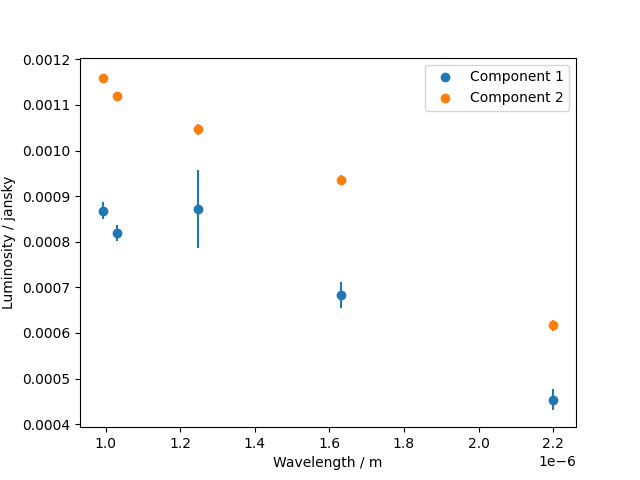 0.0012
0.0011
0.0010
0.0009
0.0008
0.0007
0.0006
0.0005
0.0004
Luminosity / jansky
Component 1
Component 2
1.0 1.2 1.4 1.6 1.8 2.0 2.2
1e−6
Wavelength / m